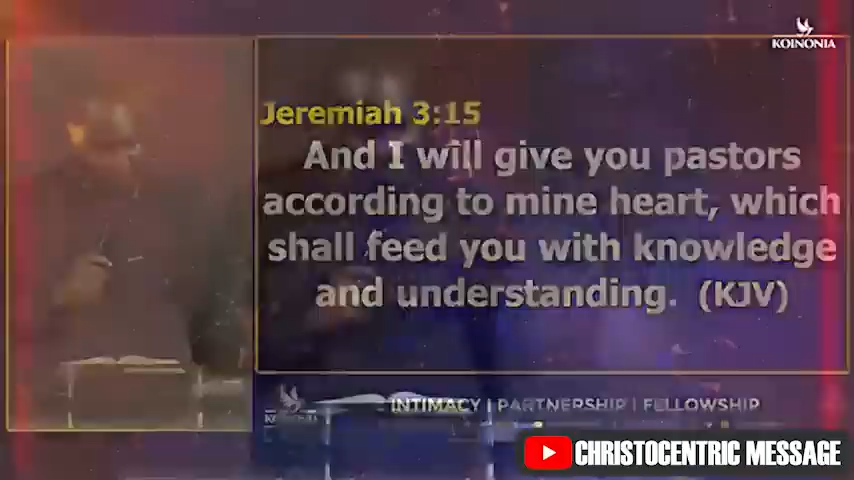 KOINONIA
Jeremiah 3:15
And I will give you pastors
according to mine heart, which
shall feed you with knowledge
and understanding. (KJV)
INTIMACY | PARTNERSHIP | FELLOWSHIP
CHRISTOCENTRIC MESSAGE